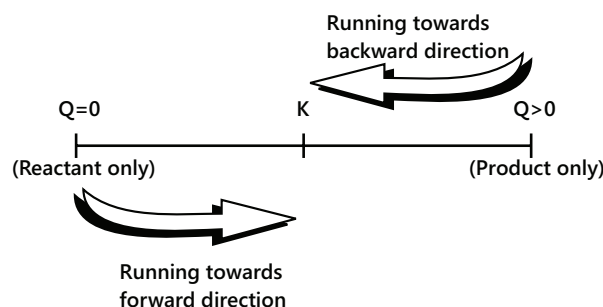 Running towards
backward direction
Q=0
K
Q>0
(Reactant only)
(Product only)
Running towards
forward direction